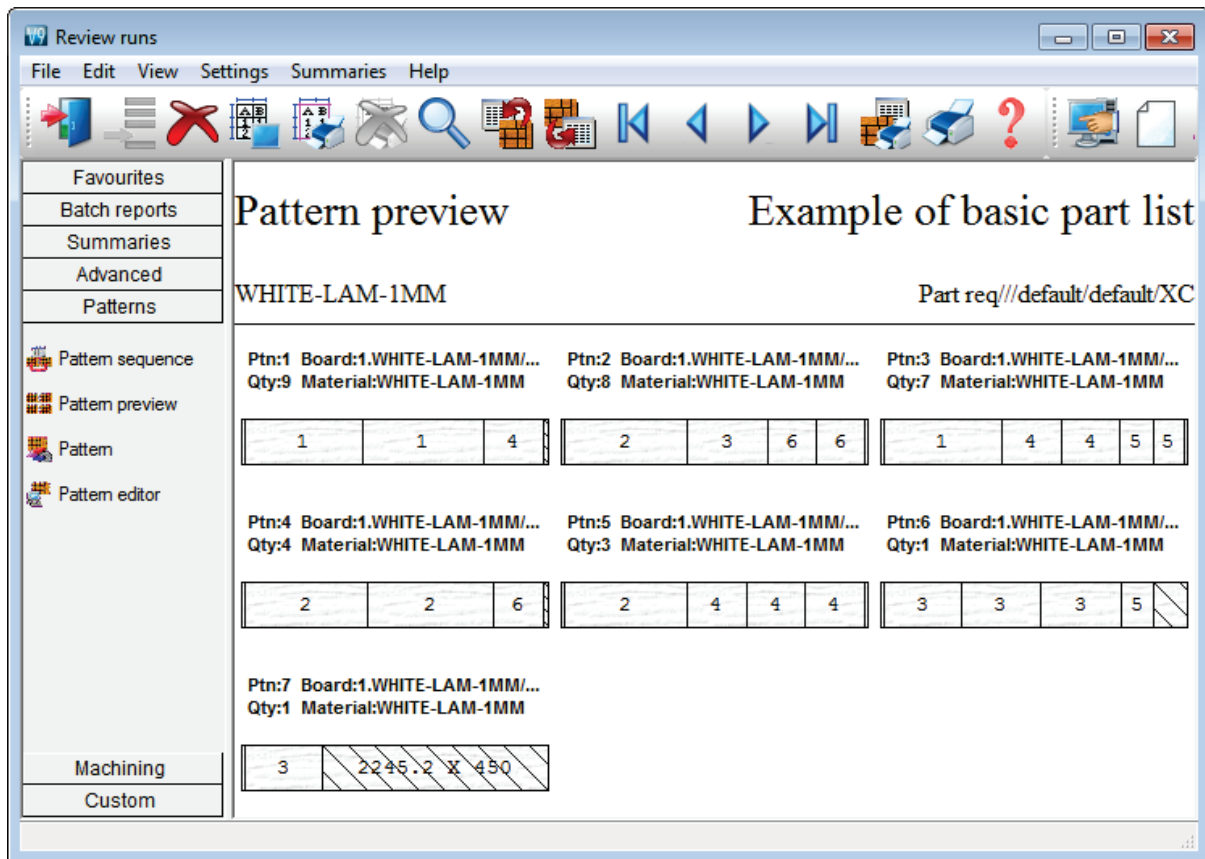 V9 Review runs
File Edit View Settings Summaries Help
Favourites
Batch reports
Summaries
Advanced
Patterns
Pattern sequence
Pattern preview
Pattern
Pattern editor
Machining
Custom
Pattern preview Example of basic part list
WHITE-LAM-1MM Part req///default/default/XC
Ptn:1 Board:1.WHITE-LAM-1MM/... Ptn:2 Board:1.WHITE-LAM-1MM/... Ptn:3 Board:1.WHITE-LAM-1MM/...
Qty:9 Material:WHITE-LAM-1MM Qty:8 Material:WHITE-LAM-1MM Qty:7 Material:WHITE-LAM-1MM
1 1 4 2 3 6 6 1 4 4 5 5
Ptn:4 Board:1.WHITE-LAM-1MM/... Ptn:5 Board:1.WHITE-LAM-1MM/... Ptn:6 Board:1.WHITE-LAM-1MM/...
Qty:4 Material:WHITE-LAM-1MM Qty:3 Material:WHITE-LAM-1MM Qty:1 Material:WHITE-LAM-1MM
2 2 6 2 4 4 4 3 3 3 5
Ptn:7 Board:1.WHITE-LAM-1MM/...
Qty:1 Material:WHITE-LAM-1MM
3 2245.2 X 450